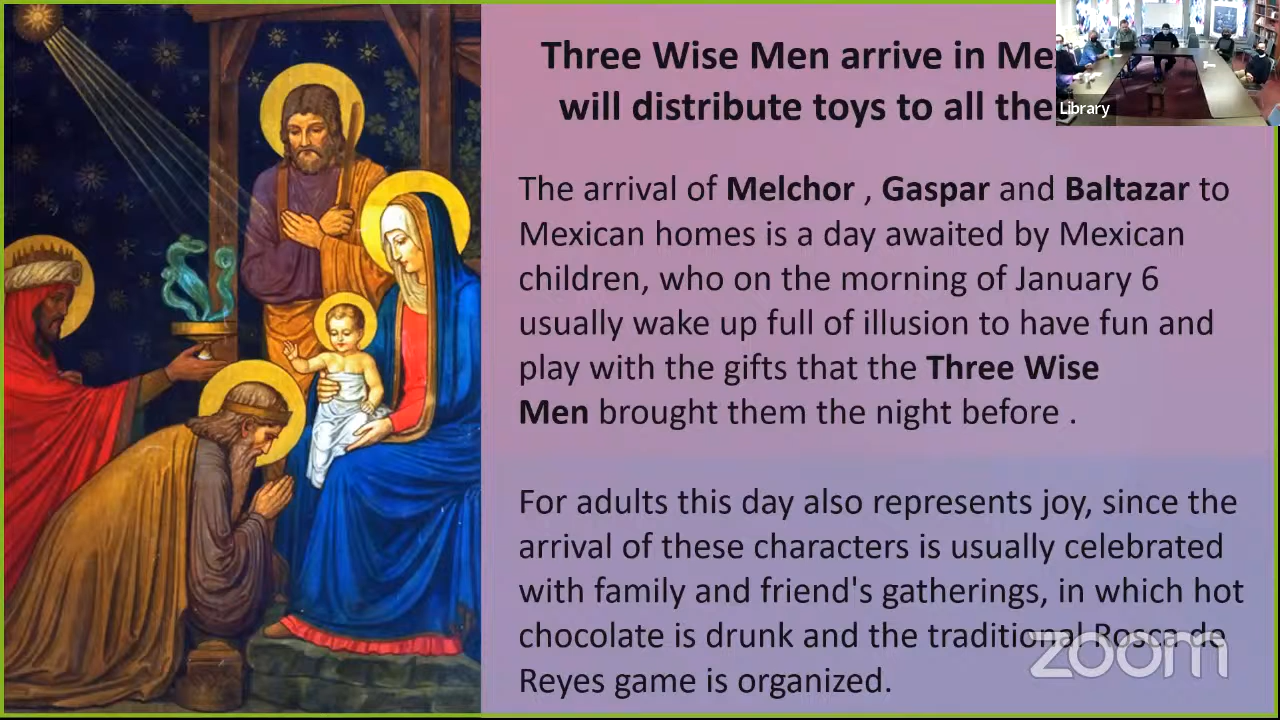 Three Wise Men arrive in Me
will distribute toys to all the
Library
The arrival of Melchor , Gaspar and Baltazar to
Mexican homes is a day awaited by Mexican
children, who on the morning of January 6
usually wake up full of illusion to have fun and
play with the gifts that the Three Wise
Men brought them the night before .
For adults this day also represents joy, since the
arrival of these characters is usually celebrated
with family and friend's gatherings, in which hot
chocolate is drunk and the traditional Rosca de
Reyes game is organized.
zoom